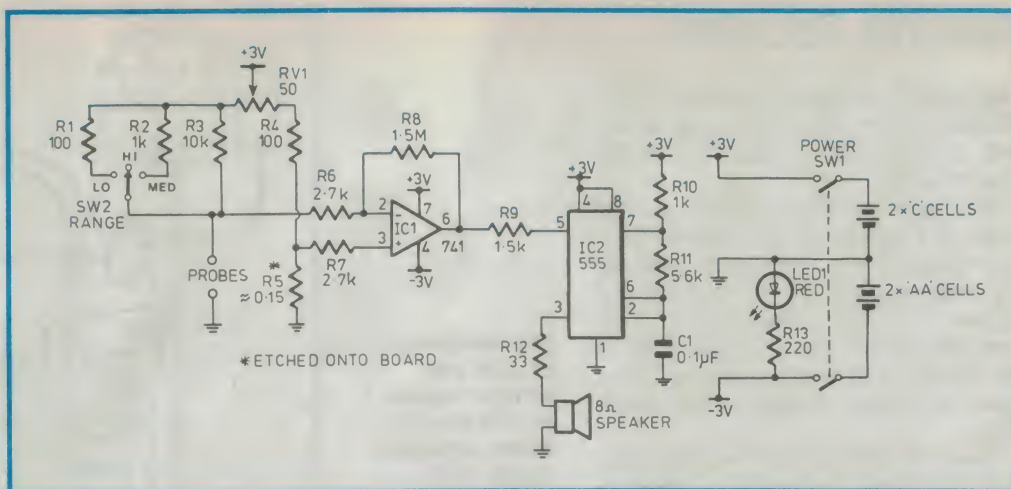 +3V
RV1
50
R1
100
R2
1k
R3
10k
R4
100
HI
LO
MED
SW2
RANGE
PROBES
*
R5
≈0.15
R6
2.7k
R7
2.7k
R8
1.5M
+3V
7
2
−
IC1
6
3
+
4
741
-3V
R9
1.5k
+3V
4
8
5
7
IC2
555
6
2
3
1
R10
1k
+3V
R11
5.6k
C1
0.1µF
R12
33
8Ω
SPEAKER
*ETCHED ONTO BOARD
POWER
SW1
+3V
2×'C' CELLS
LED1
RED
2×'AA' CELLS
R13
220
-3V